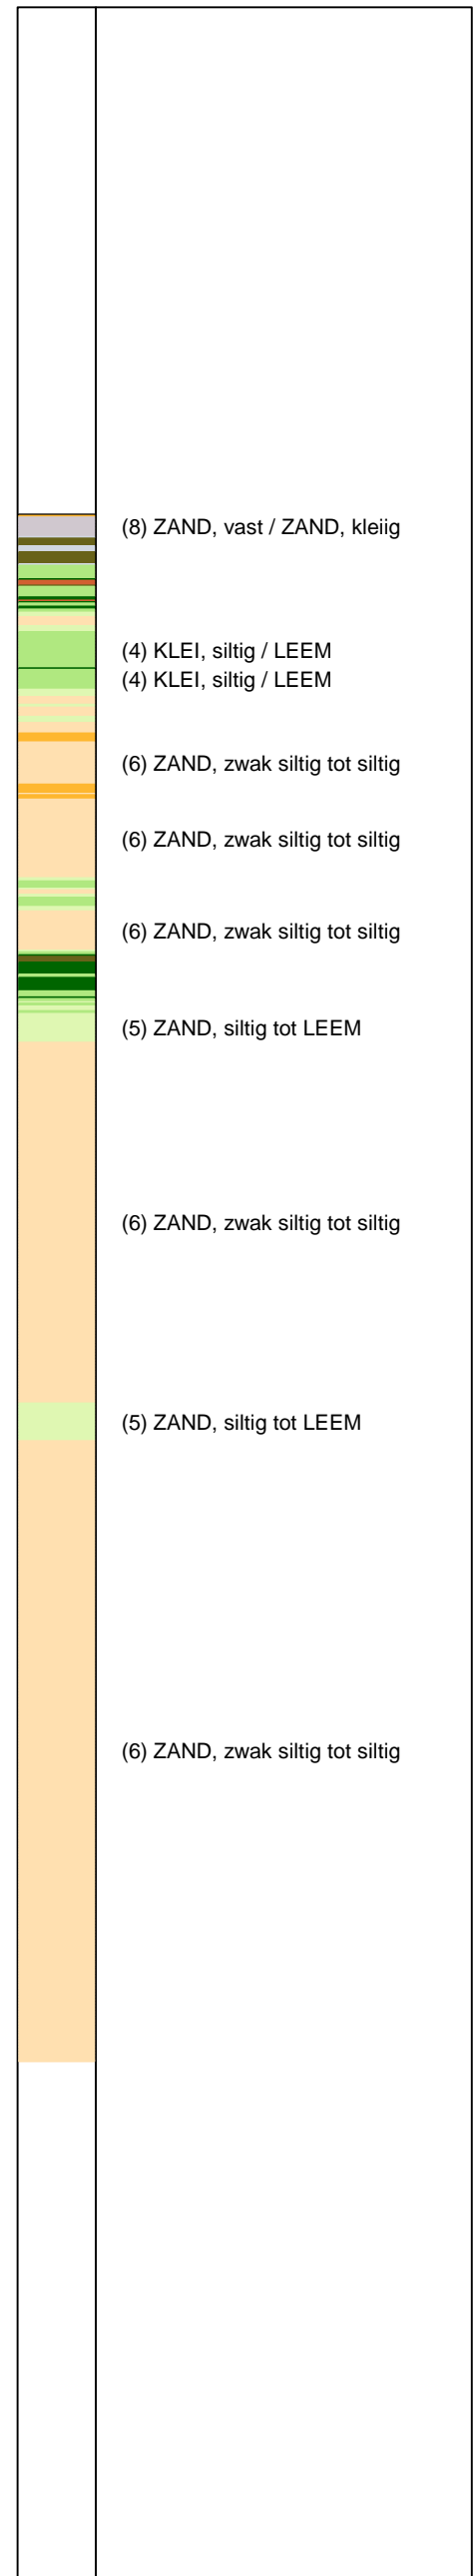 (8) ZAND, vast / ZAND, kleiig
(4) KLEI, siltig / LEEM
(4) KLEI, siltig / LEEM
(6) ZAND, zwak siltig tot siltig
(6) ZAND, zwak siltig tot siltig
(6) ZAND, zwak siltig tot siltig
(5) ZAND, siltig tot LEEM
(6) ZAND, zwak siltig tot siltig
(5) ZAND, siltig tot LEEM
(6) ZAND, zwak siltig tot siltig